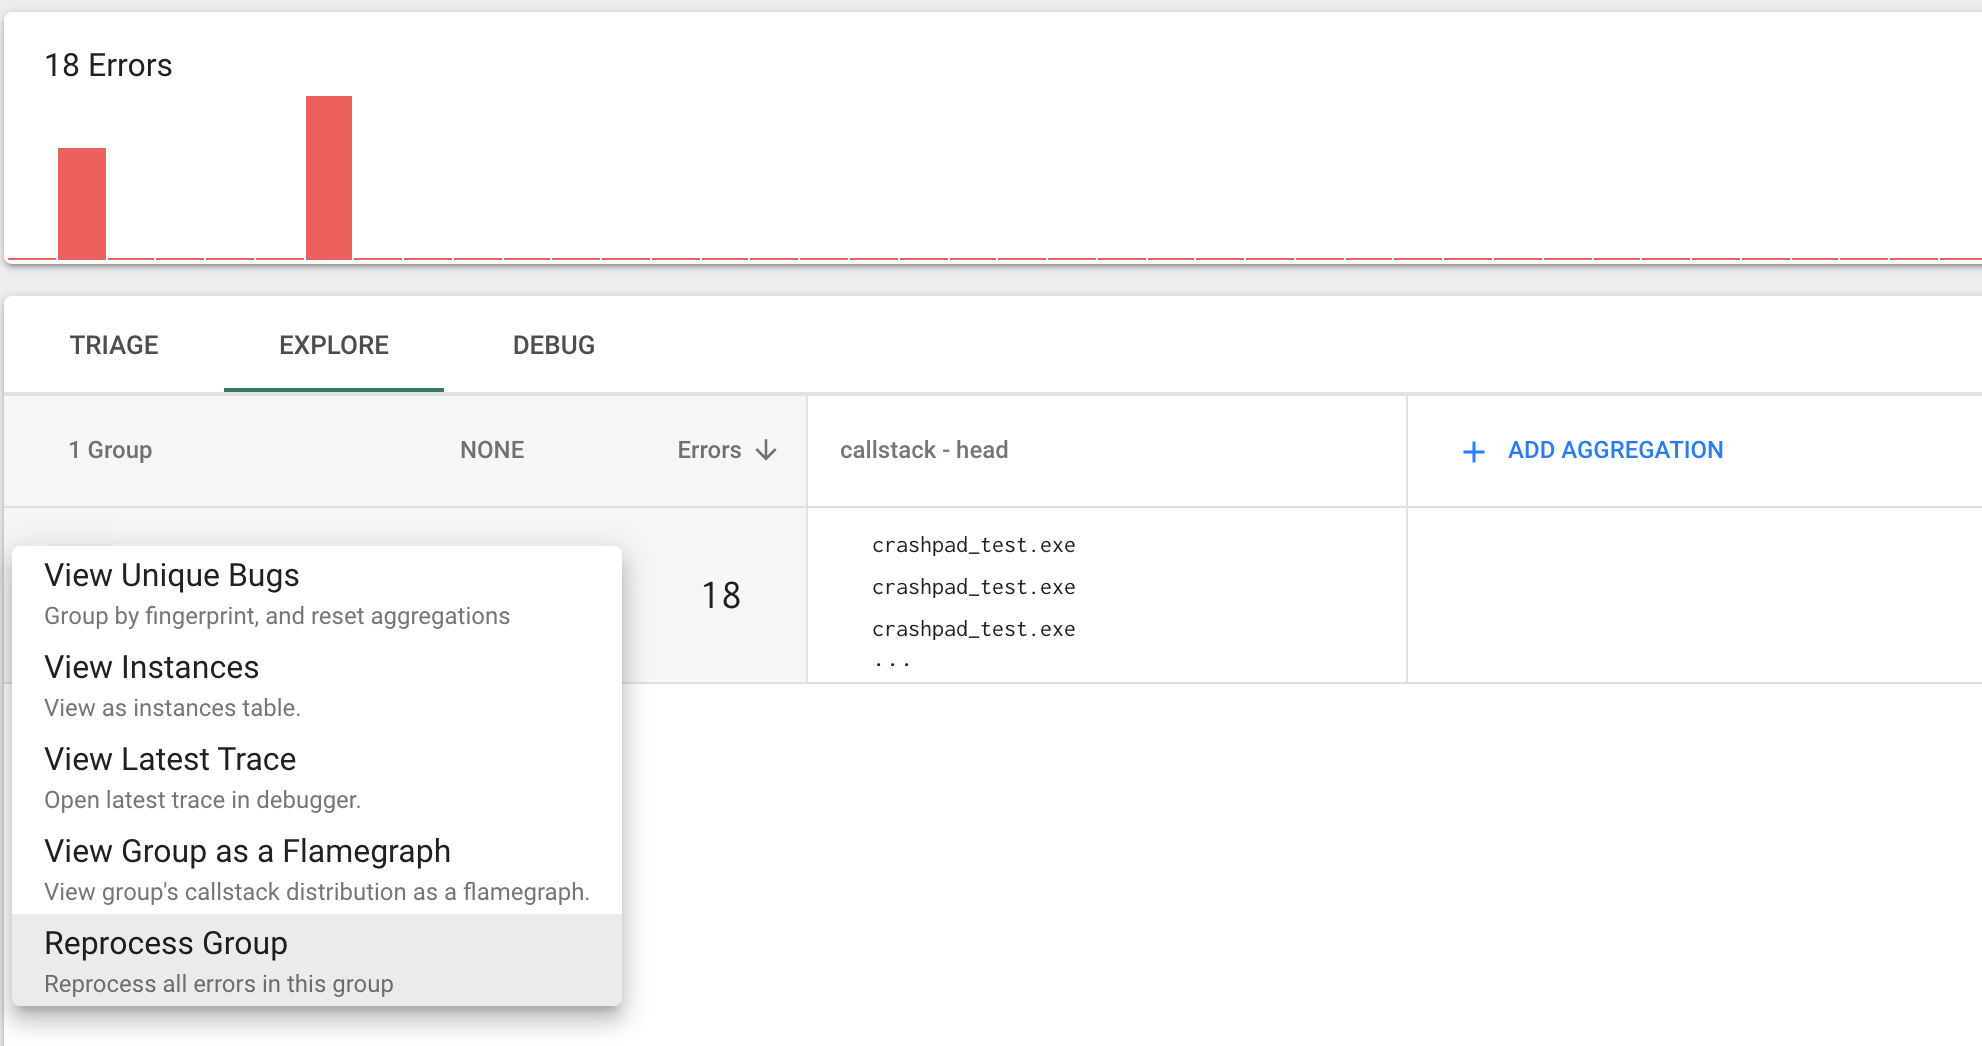 18 Errors
TRIAGE EXPLORE DEBUG
1 Group NONE Errors callstack - head ADD AGGREGATION
crashpad_test.exe
crashpad_test.exe
crashpad_test.exe
...
18
View Unique Bugs
Group by fingerprint, and reset aggregations
View Instances
View as instances table.
View Latest Trace
Open latest trace in debugger.
View Group as a Flamegraph
View group's callstack distribution as a flamegraph.
Reprocess Group
Reprocess all errors in this group